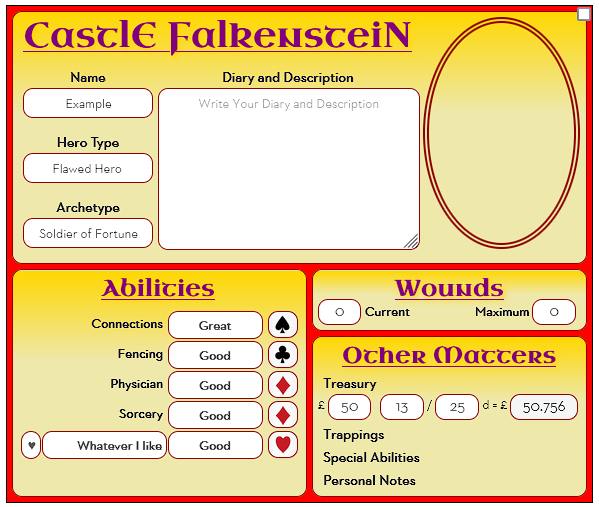 Castle Falkenstein
Name
Example
Hero Type
Flawed Hero
Archetype
Soldier of Fortune
Diary and Description
Write Your Diary and Description
Abilities
Connections Great ♠
Fencing Good ♣
Physician Good ♦
Sorcery Good ♦
♥ Whatever I like Good ♥
Wounds
0 Current Maximum 0
Other Matters
Treasury
£ 50 13 / 25 d = £ 50.756
Trappings
Special Abilities
Personal Notes